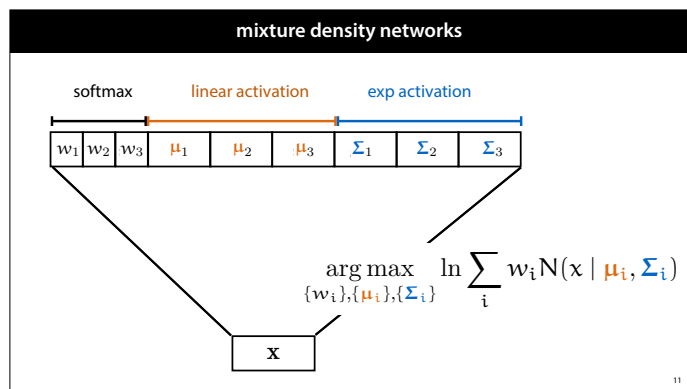 mixture density networks
softmax linear activation exp activation
w₁ w₂ w₃ μ₁ μ₂ μ₃ Σ₁ Σ₂ Σ₃
arg max ln ∑ wᵢN(x | μᵢ, Σᵢ)
{wᵢ},{μᵢ},{Σᵢ} i
x
11